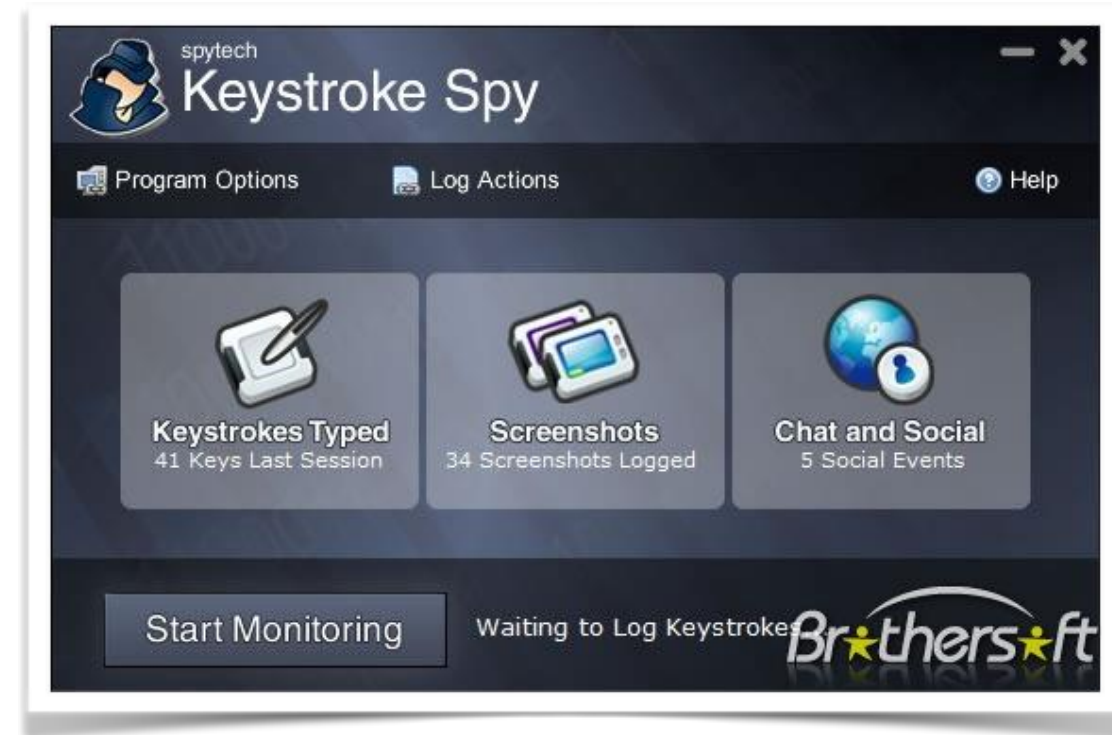 spytech
Keystroke Spy
Program Options
Log Actions
Help
Keystrokes Typed
41 Keys Last Session
Screenshots
34 Screenshots Logged
Chat and Social
5 Social Events
Start Monitoring
Waiting to Log Keystrokes..
Brothersoft